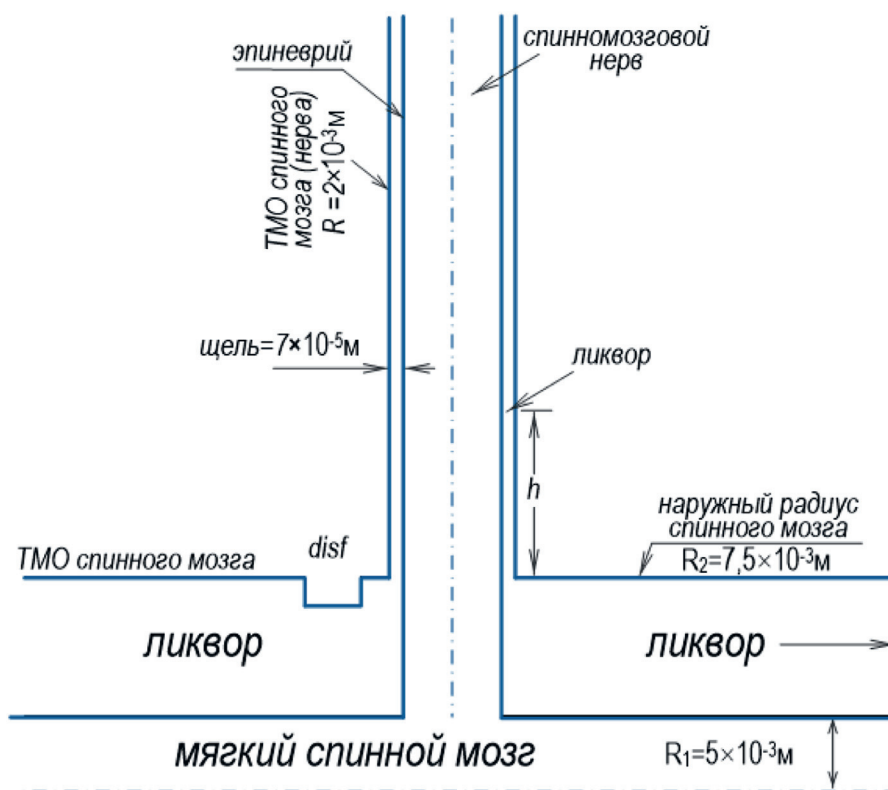 эпиневрий
спинномозговой
нерв
ТМО спинного
мозга (нерва)
R =2×10⁻³м
щель=7×10⁻⁵м
ликвор
h
наружный радиус
спинного мозга
R₂=7,5×10⁻³м
ТМО спинного мозга
disf
ликвор
ликвор
мягкий спинной мозг
R₁=5×10⁻³м